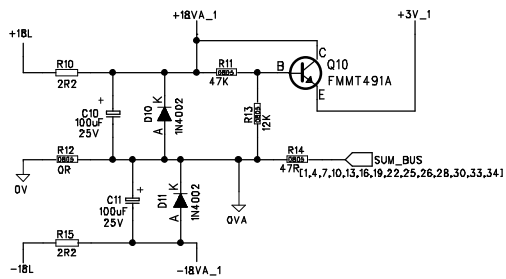 +18VA_1
+3V_1
+18L
R10
2R2
R11
0805
47K
B
C
Q10
FMMT491A
E
+
C10
100uF
25V
D10
K
A
1N4002
R13
0805
12K
R12
0805
0R
0V
R14
0805
47R
SUM_BUS
[1,4,7,10,13,16,19,22,25,26,28,30,33,34]
+
C11
100uF
25V
D11
K
A
1N4002
0VA
R15
2R2
-18L
-18VA_1